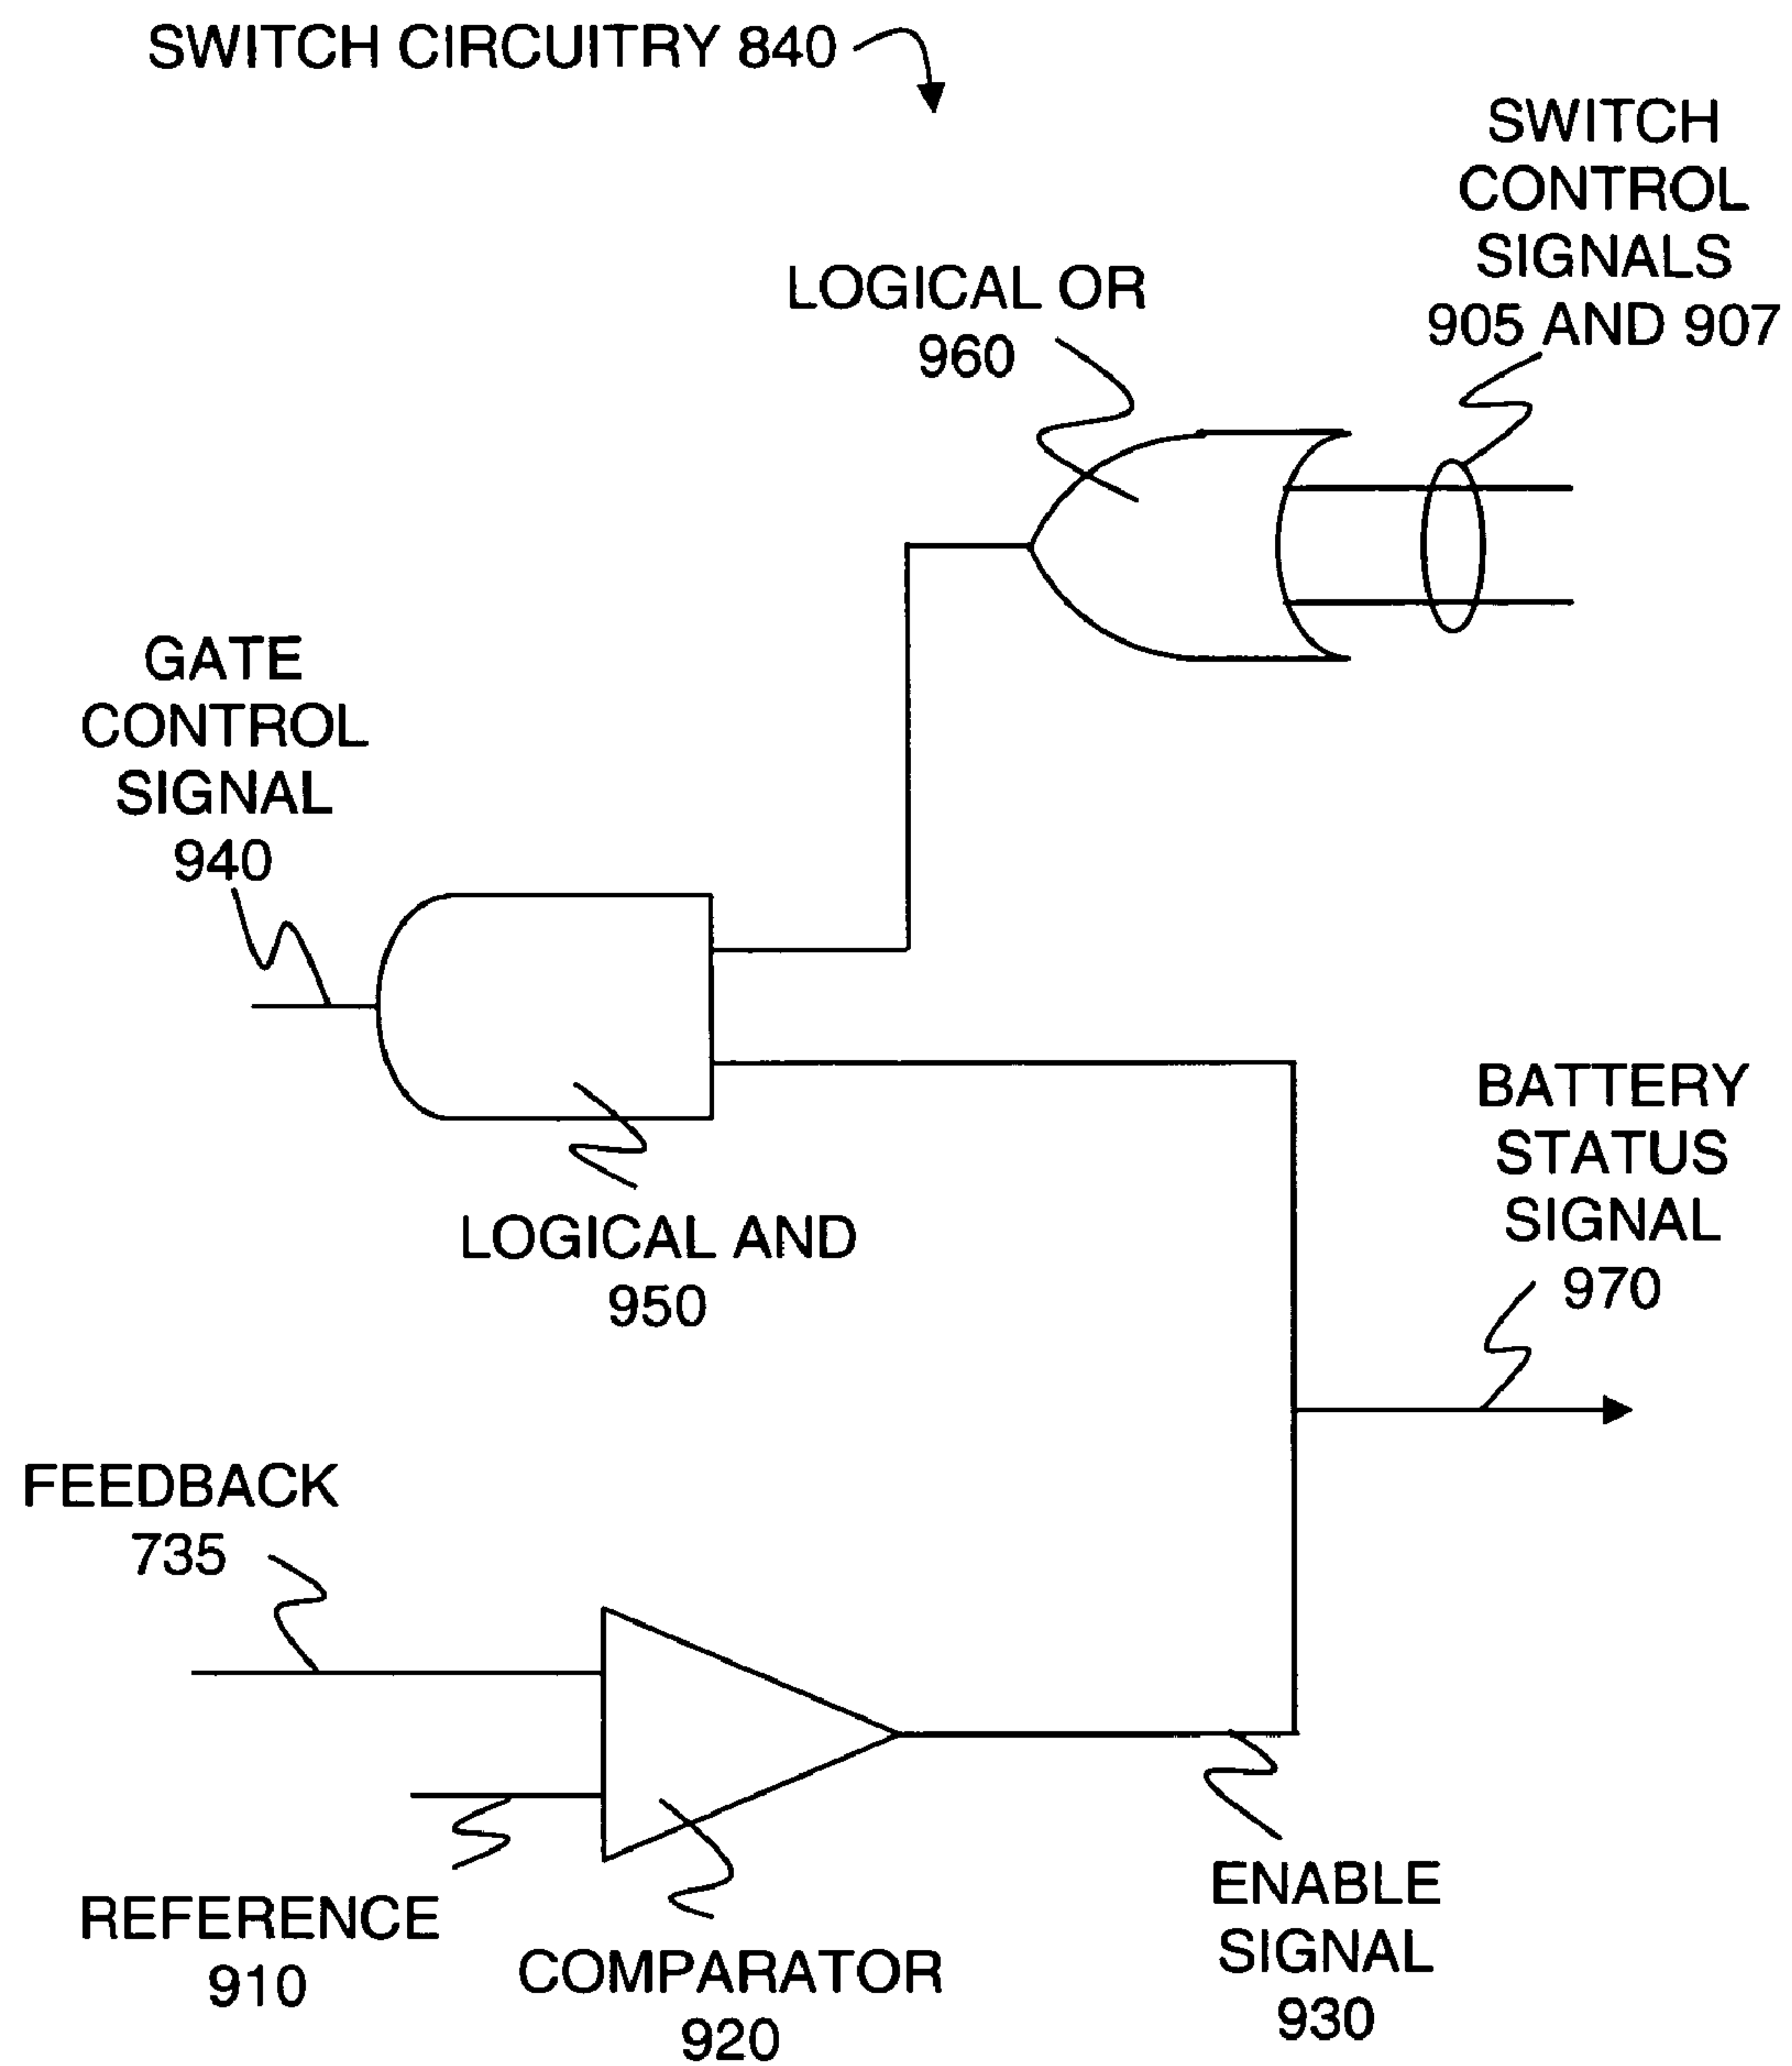 SWITCH CIRCUITRY 840
SWITCH
CONTROL
SIGNALS
905 AND 907
LOGICAL OR
960
GATE
CONTROL
SIGNAL
940
LOGICAL AND
950
BATTERY
STATUS
SIGNAL
970
FEEDBACK
735
REFERENCE
910
COMPARATOR
920
ENABLE
SIGNAL
930